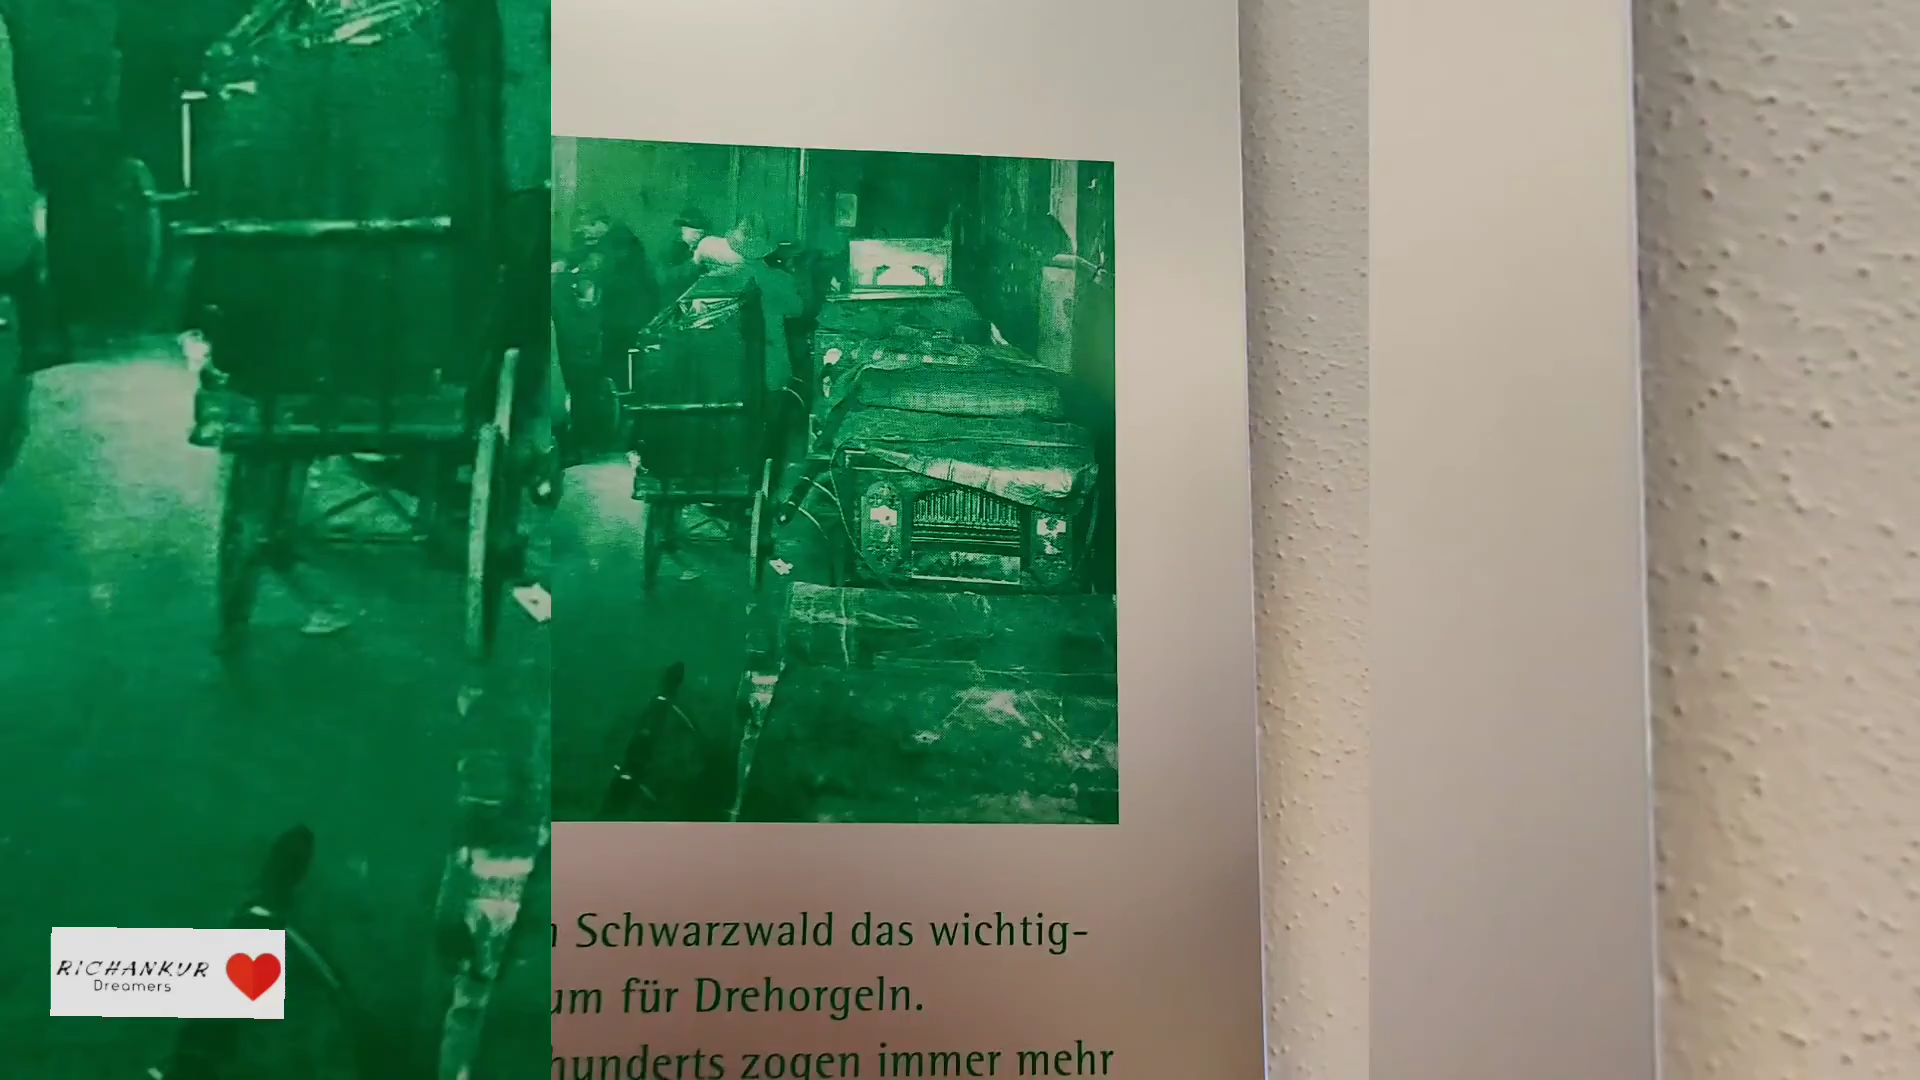 Schwarzwald das wichtig-
um für Drehorgeln.
hunderts zogen immer mehr
RICHANKUR
Dreamers